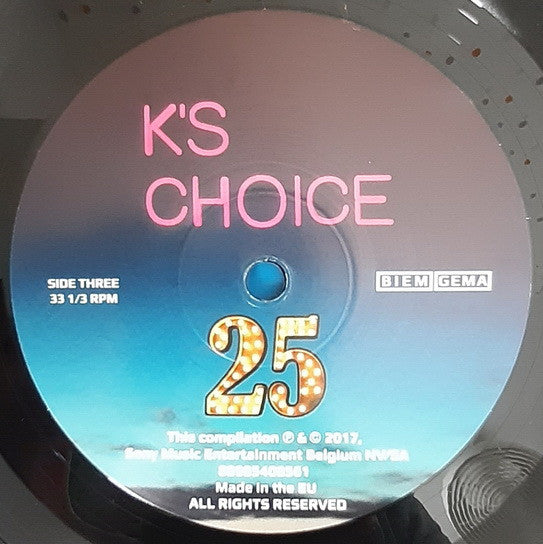 K'S
CHOICE
SIDE THREE
33 1/3 RPM
BIEM GEMA
25
This compilation ℗ & © 2017,
Sony Music Entertainment Belgium NV/SA
Made in the EU
ALL RIGHTS RESERVED